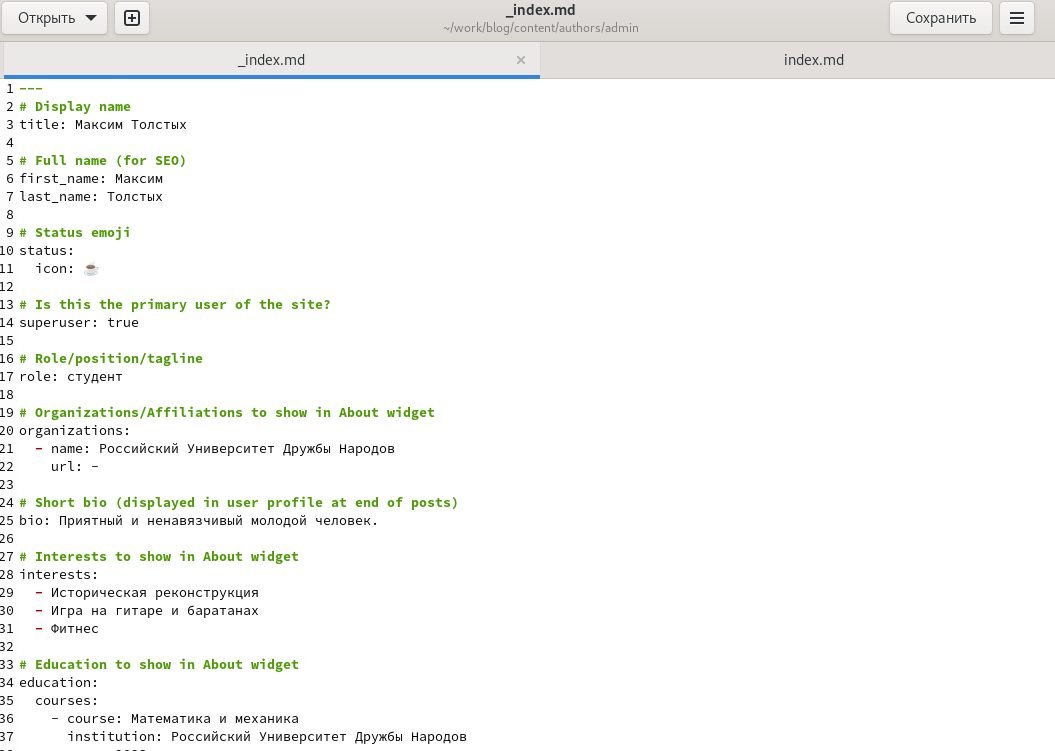 Открыть
_index.md
~/work/blog/content/authors/admin
Сохранить
_index.md
index.md
1 ---
2 # Display name
3 title: Максим Толстых
4
5 # Full name (for SEO)
6 first_name: Максим
7 last_name: Толстых
8
9 # Status emoji
10 status:
11   icon: ☕
12
13 # Is this the primary user of the site?
14 superuser: true
15
16 # Role/position/tagline
17 role: студент
18
19 # Organizations/Affiliations to show in About widget
20 organizations:
21   - name: Российский Университет Дружбы Народов
22     url: -
23
24 # Short bio (displayed in user profile at end of posts)
25 bio: Приятный и ненавязчивый молодой человек.
26
27 # Interests to show in About widget
28 interests:
29   - Историческая реконструкция
30   - Игра на гитаре и баратанах
31   - Фитнес
32
33 # Education to show in About widget
34 education:
35   courses:
36     - course: Математика и механика
37       institution: Российский Университет Дружбы Народов